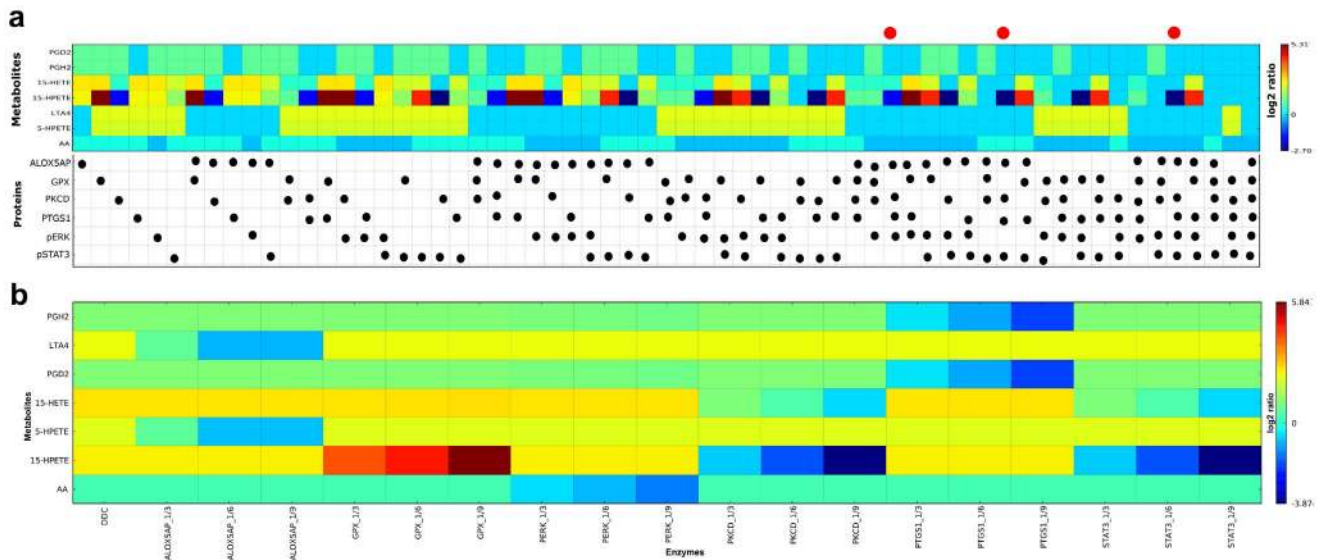 a
Metabolites
PGD2
PGH2
15-HETE
15-HPETE
LTA4
5-HPETE
AA
5.31
0
-2.70
log2 ratio
Proteins
ALOXSAP
GPX
PKCD
PTGS1
pERK
pSTAT3
b
Metabolites
PGH2
LTA4
PGD2
15-HETE
5-HPETE
15-HPETE
AA
5.84
0
-3.87
log2 ratio
DDC
ALOXSAP_1/3
ALOXSAP_1/6
ALOXSAP_1/9
GPX_1/3
GPX_1/6
GPX_1/9
PERK_1/3
PERK_1/6
PERK_1/9
PKCD_1/3
PKCD_1/6
PKCD_1/9
PTGS1_1/3
PTGS1_1/6
PTGS1_1/9
STAT3_1/3
STAT3_1/6
STAT3_1/9
Enzymes